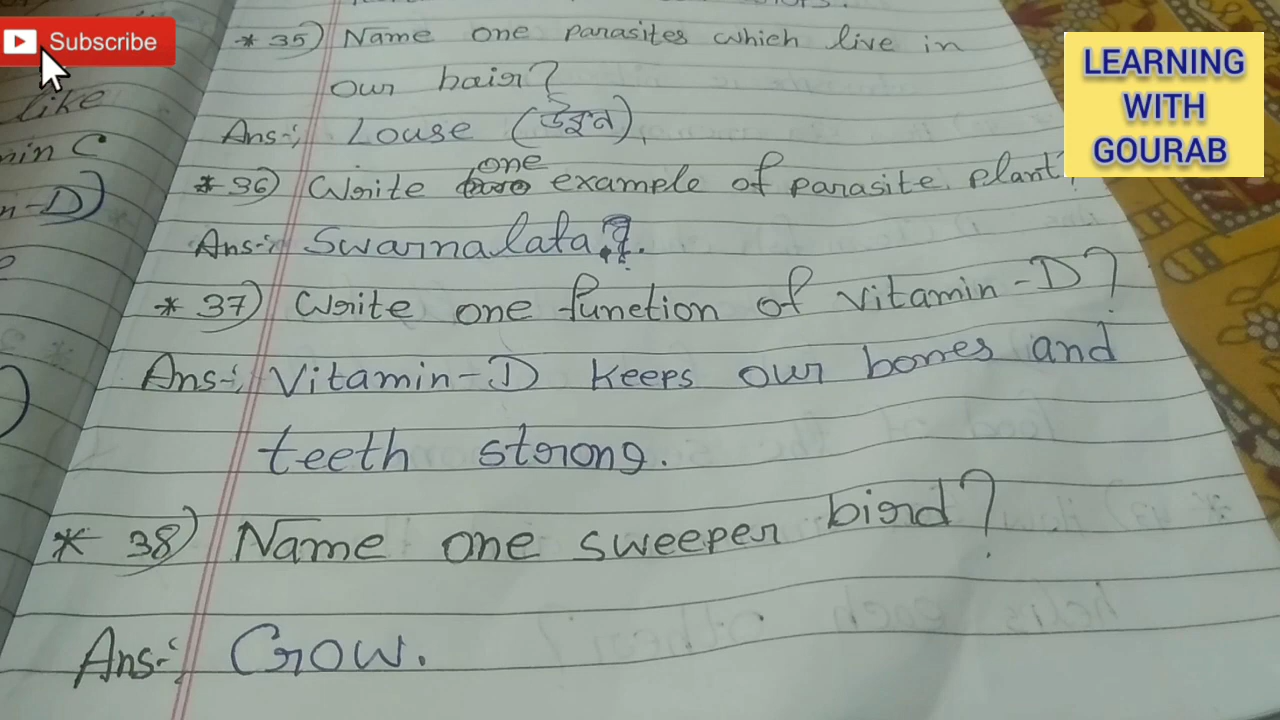 Subscribe
LEARNING
WITH
GOURAB
like
min C
n-D)
* 35) Name one parasites which live in
our hair?
Ans-: Louse (উকুন).
one
* 36) Write example of parasite plant?
Ans-: Swarnalata.
* 37) Write one function of vitamin-D?
Ans-: Vitamin-D keeps our bones and
teeth strong.
* 38) Name one sweeper bird?
Ans-: Crow.